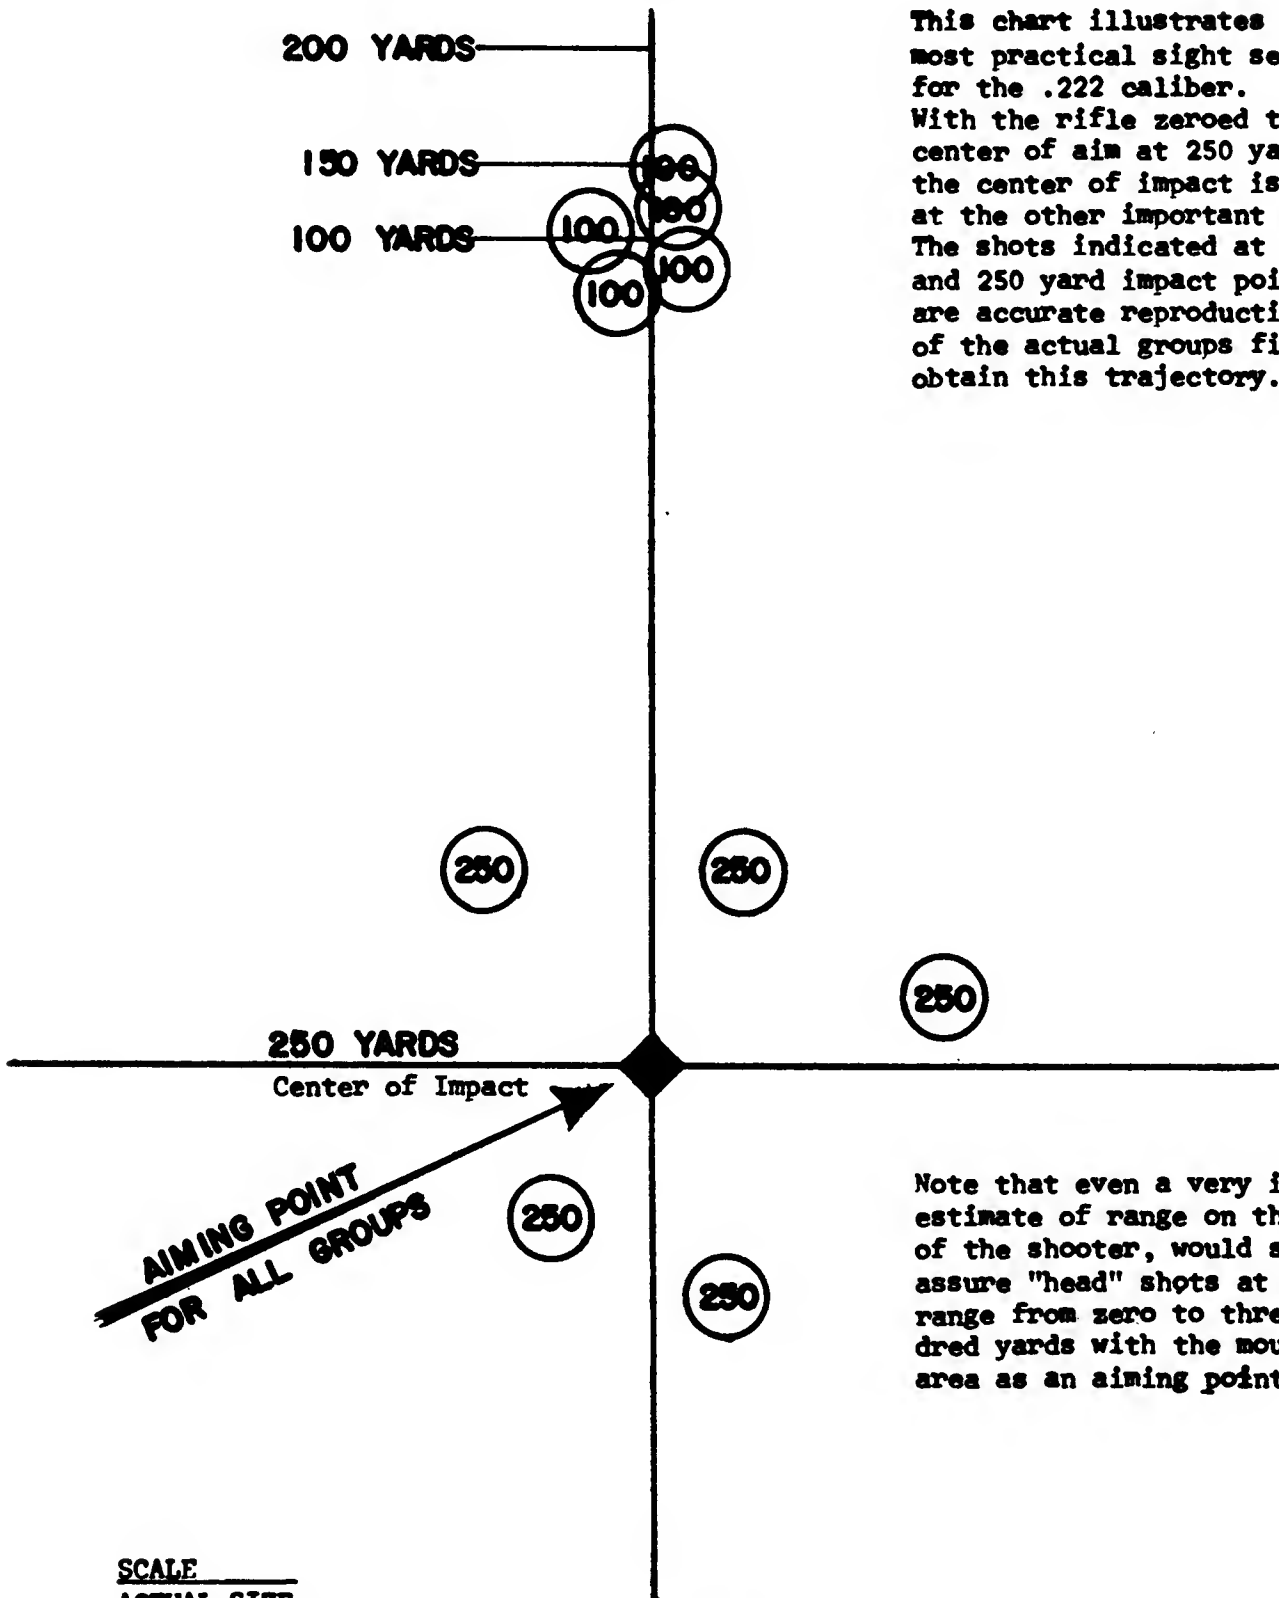 This chart illustrates
most practical sight se
for the .222 caliber.
With the rifle zeroed t
center of aim at 250 ya
the center of impact is
at the other important
The shots indicated at
and 250 yard impact poi
are accurate reproducti
of the actual groups fi
obtain this trajectory.
200 YARDS
150 YARDS
100 YARDS
100
100
100
100
100
250
250
250
250 YARDS
Center of Impact
AIMING POINT
FOR ALL GROUPS
250
250
Note that even a very i
estimate of range on th
of the shooter, would s
assure "head" shots at
range from zero to thre
dred yards with the mou
area as an aiming point
SCALE
ACTUAL SIZE